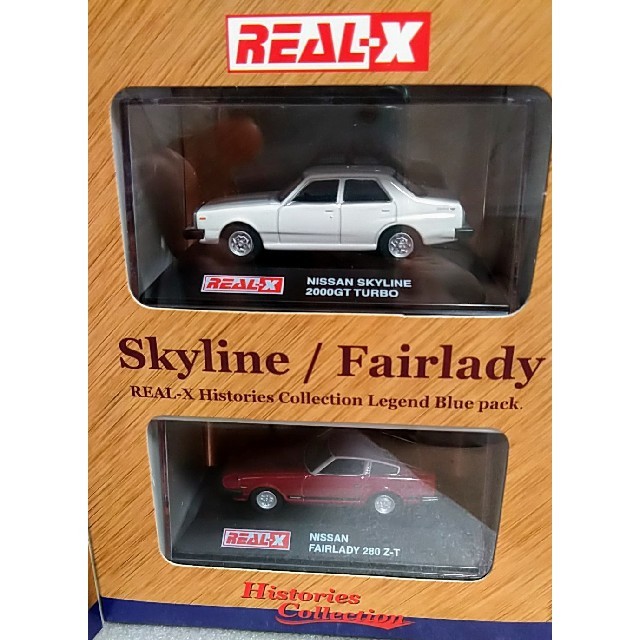 REAL-X
REAL-X
NISSAN SKYLINE
2000GT TURBO
Skyline / Fairlady
REAL-X Histories Collection Legend Blue pack.
REAL-X
NISSAN
FAIRLADY 280 Z-T
Histories
Collection